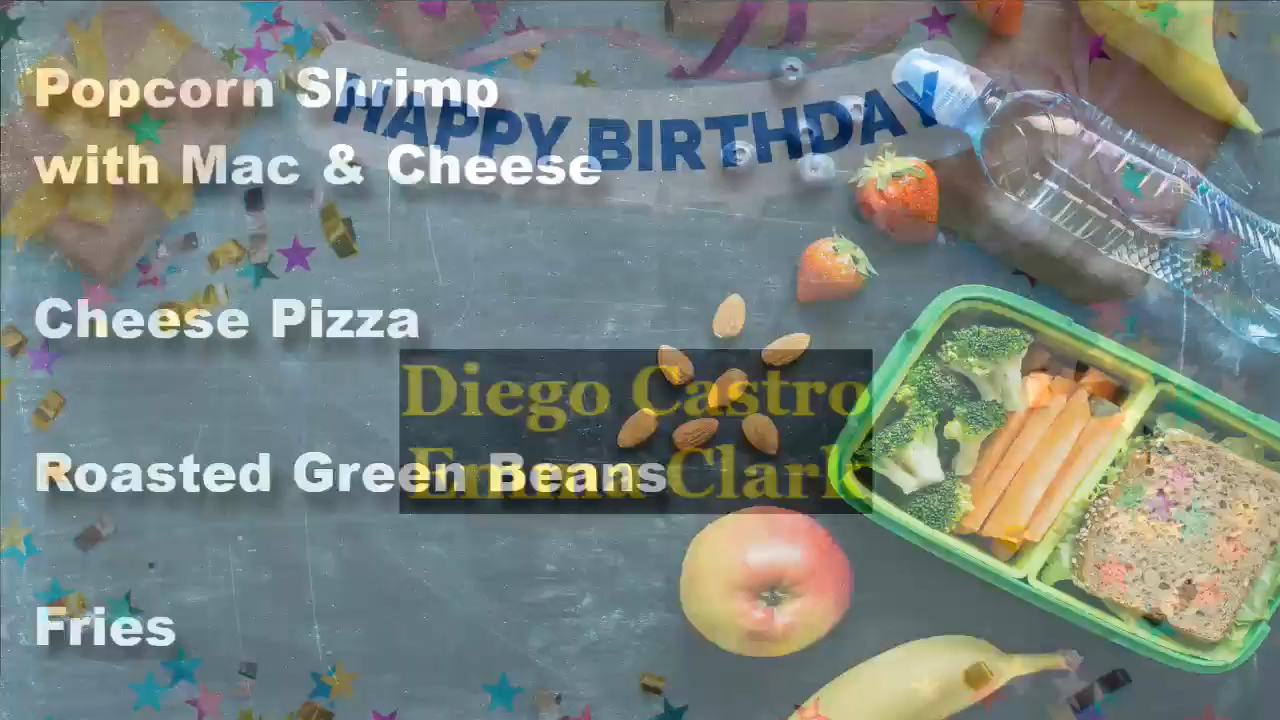 Popcorn Shrimp
with Mac & Cheese
HAPPY BIRTHDAY
Cheese Pizza
Diego Castro
Emma Clark
Roasted Green Beans
Fries